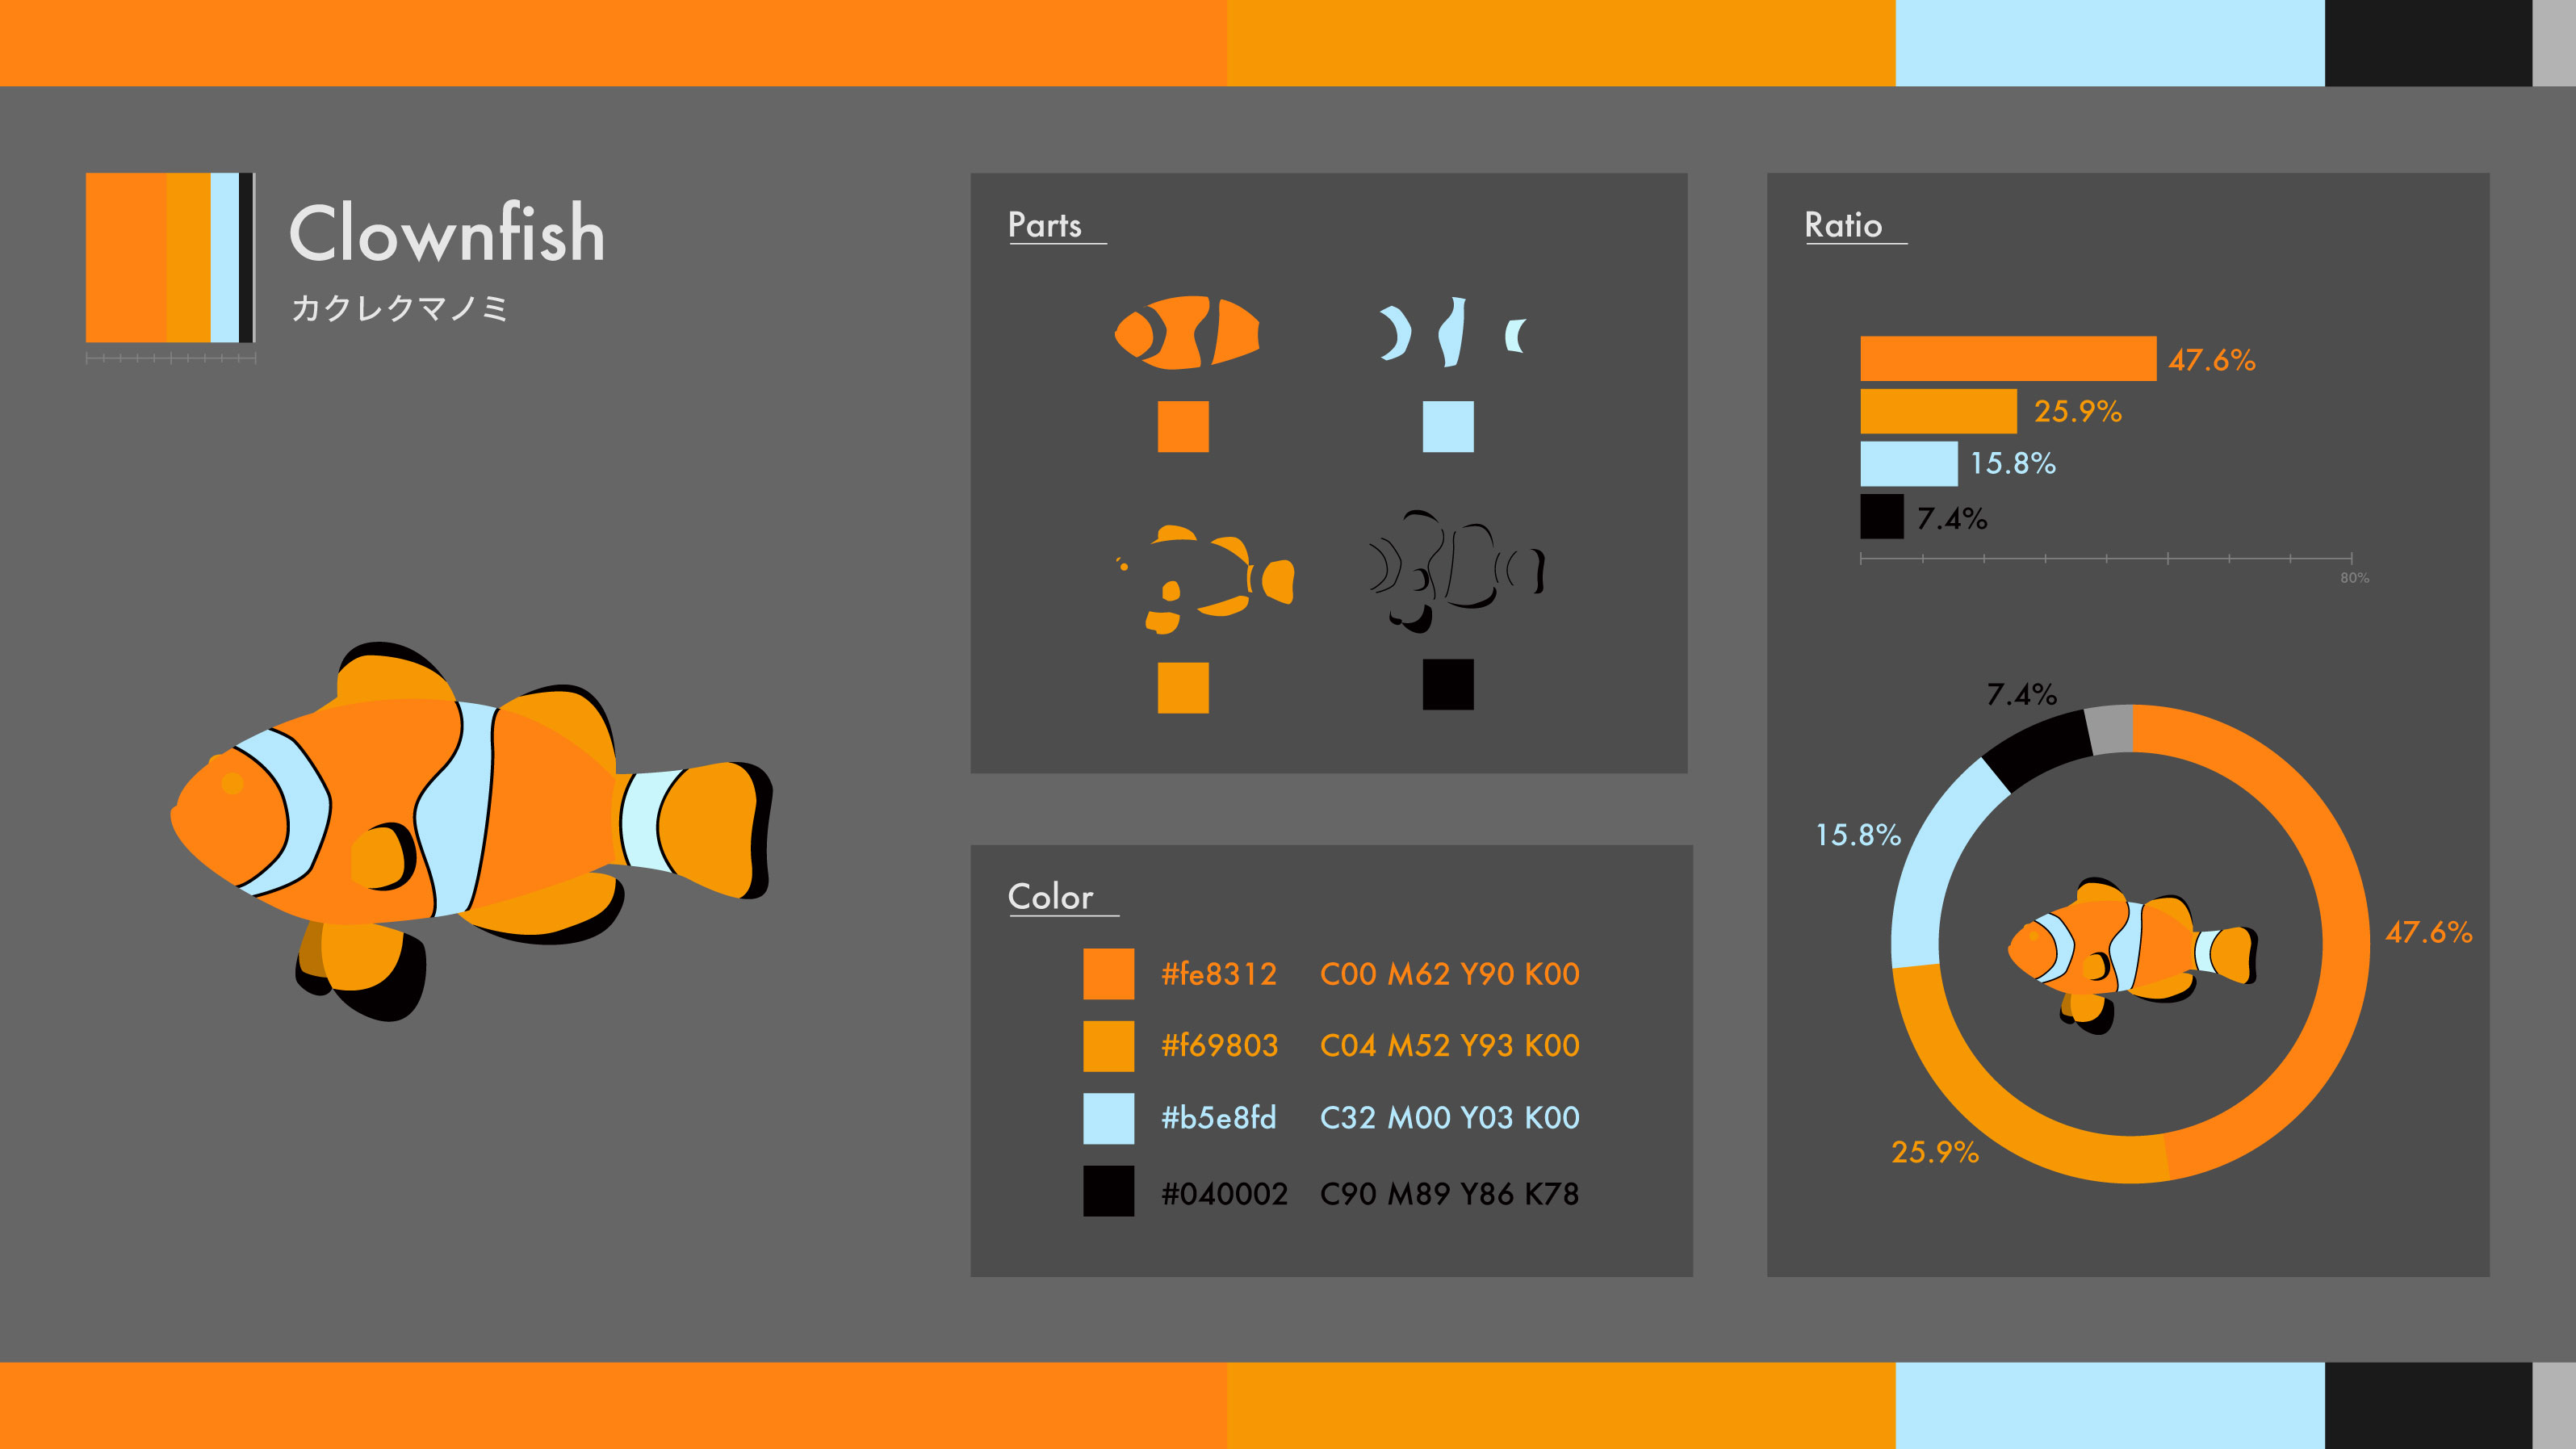 Clownfish
カクレクマノミ
Parts
Color
#fe8312 C00 M62 Y90 K00
#f69803 C04 M52 Y93 K00
#b5e8fd C32 M00 Y03 K00
#040002 C90 M89 Y86 K78
Ratio
47.6%
25.9%
15.8%
7.4%
80%
7.4%
15.8%
47.6%
25.9%